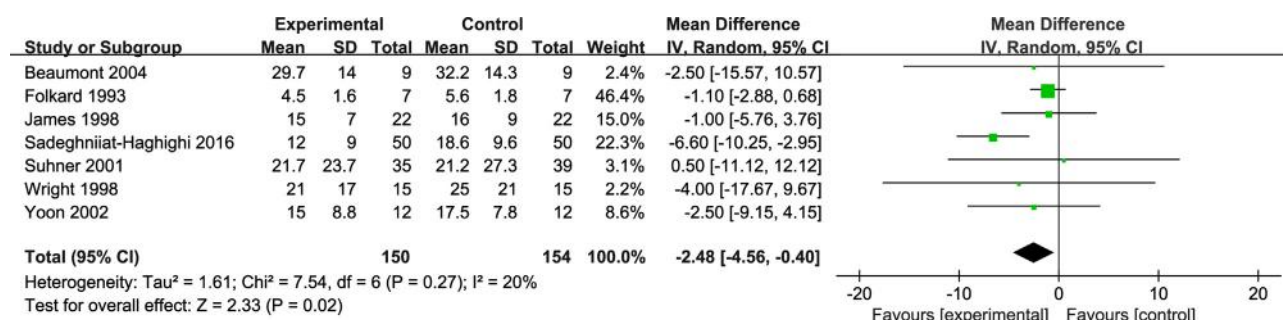 Experimental Control Mean Difference Mean Difference
Study or Subgroup Mean SD Total Mean SD Total Weight IV, Random, 95% CI IV, Random, 95% CI
Beaumont 2004 29.7 14 9 32.2 14.3 9 2.4% -2.50 [-15.57, 10.57]
Folkard 1993 4.5 1.6 7 5.6 1.8 7 46.4% -1.10 [-2.88, 0.68]
James 1998 15 7 22 16 9 22 15.0% -1.00 [-5.76, 3.76]
Sadeghniiat-Haghighi 2016 12 9 50 18.6 9.6 50 22.3% -6.60 [-10.25, -2.95]
Suhner 2001 21.7 23.7 35 21.2 27.3 39 3.1% 0.50 [-11.12, 12.12]
Wright 1998 21 17 15 25 21 15 2.2% -4.00 [-17.67, 9.67]
Yoon 2002 15 8.8 12 17.5 7.8 12 8.6% -2.50 [-9.15, 4.15]
Total (95% CI) 150 154 100.0% -2.48 [-4.56, -0.40]
Heterogeneity: Tau² = 1.61; Chi² = 7.54, df = 6 (P = 0.27); I² = 20%
Test for overall effect: Z = 2.33 (P = 0.02)
-20 -10 0 10 20
Favours [experimental] Favours [control]